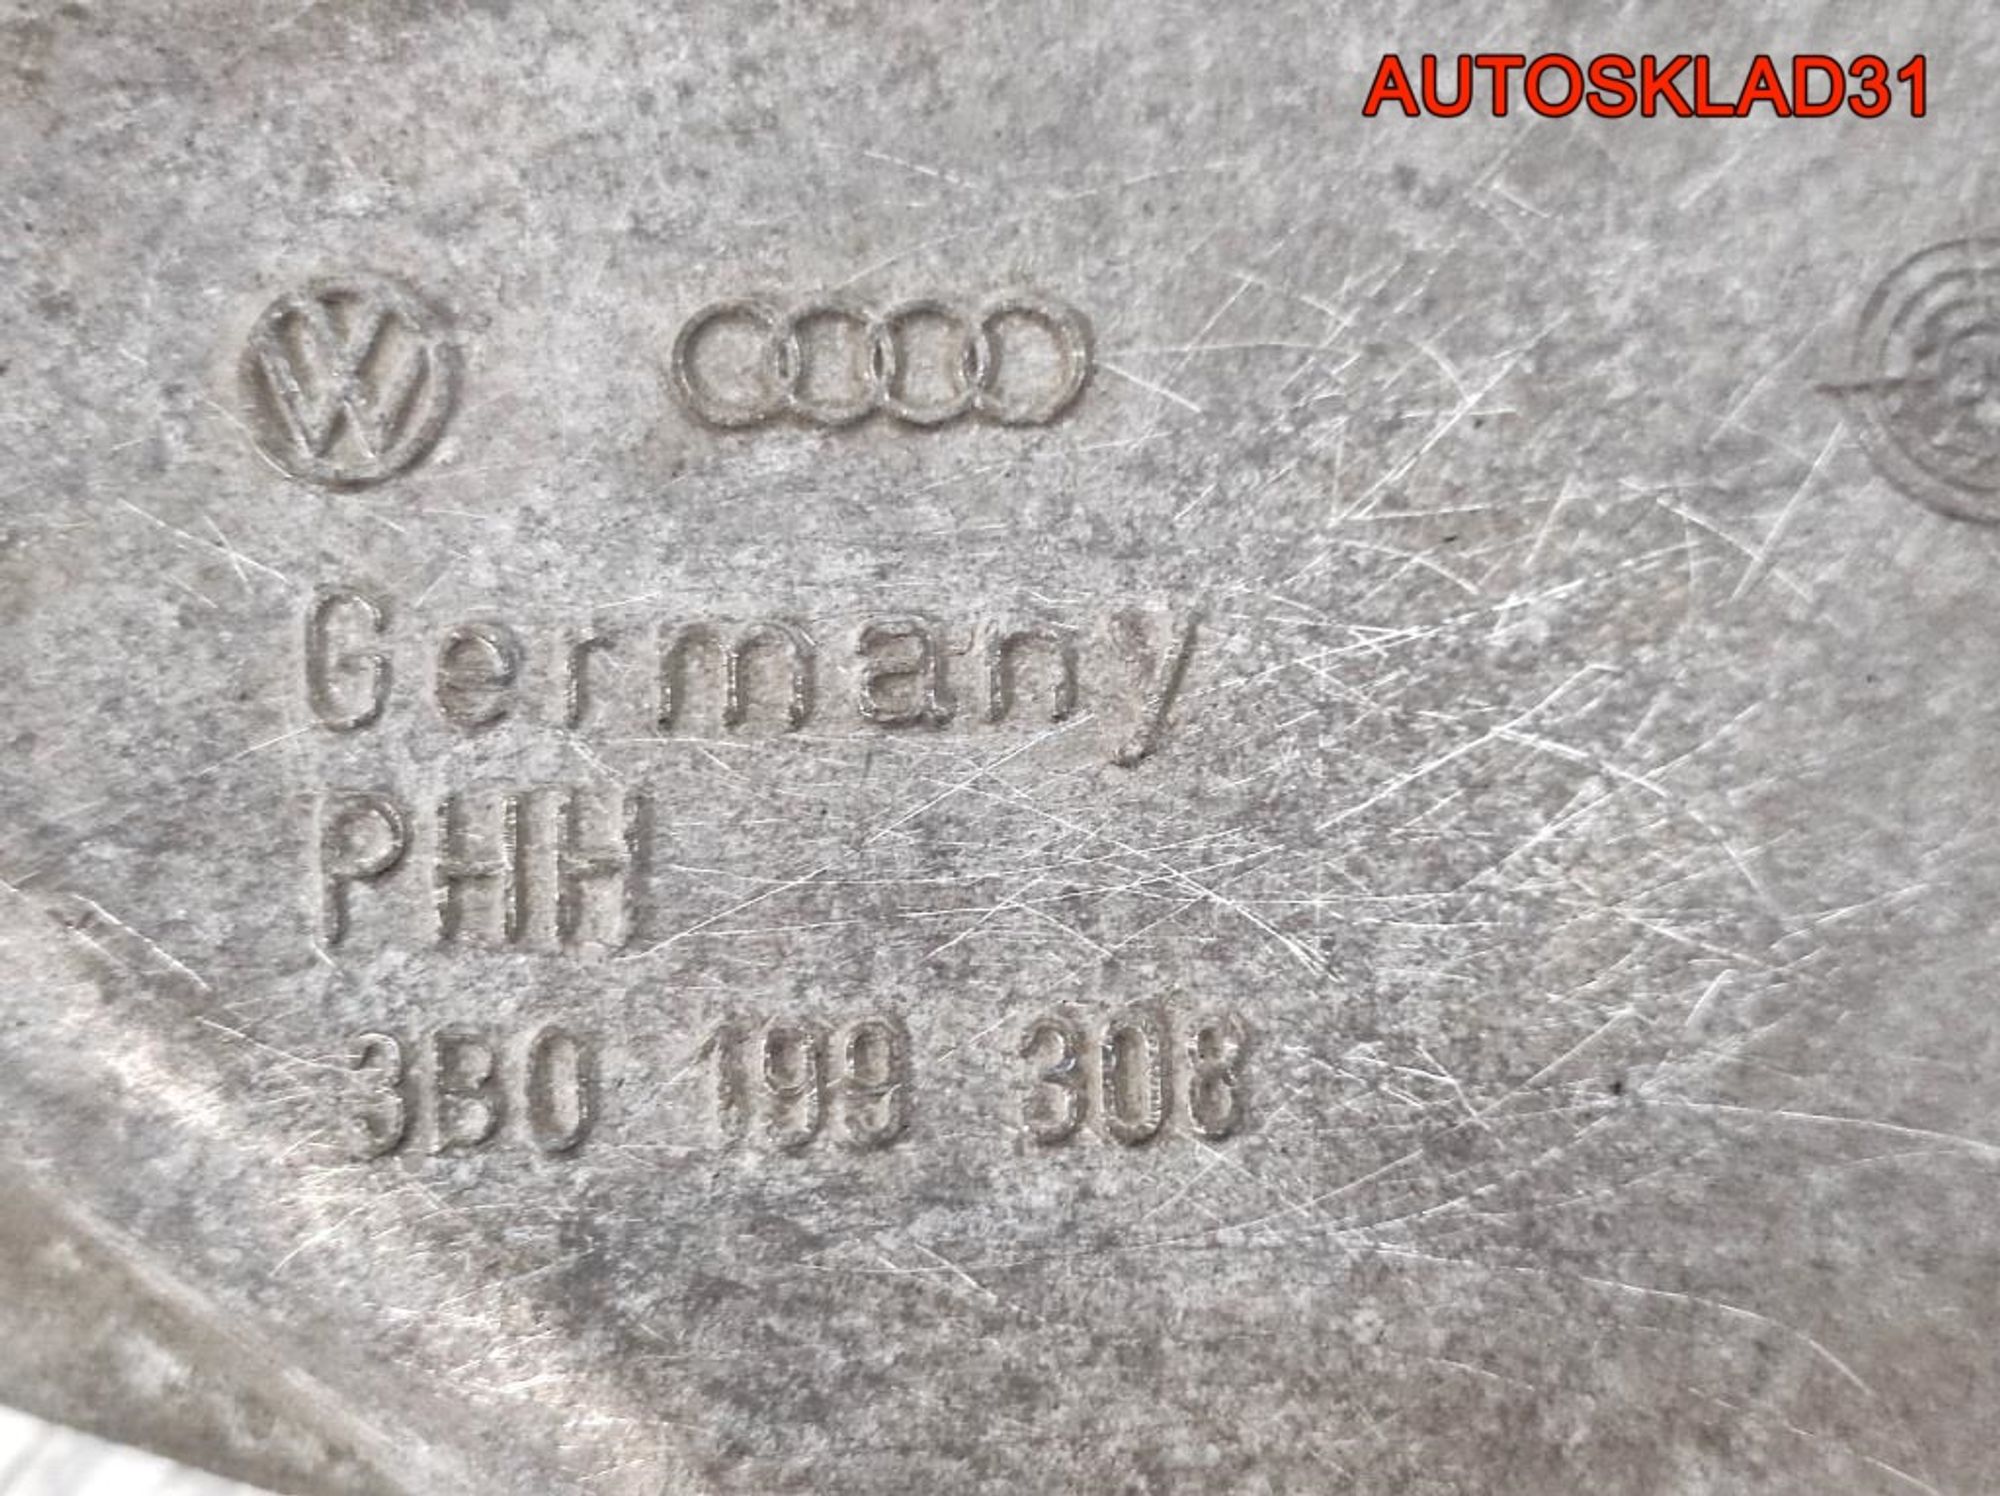 AUTOSKLAD31
Germany
PHH
3B0 199 308